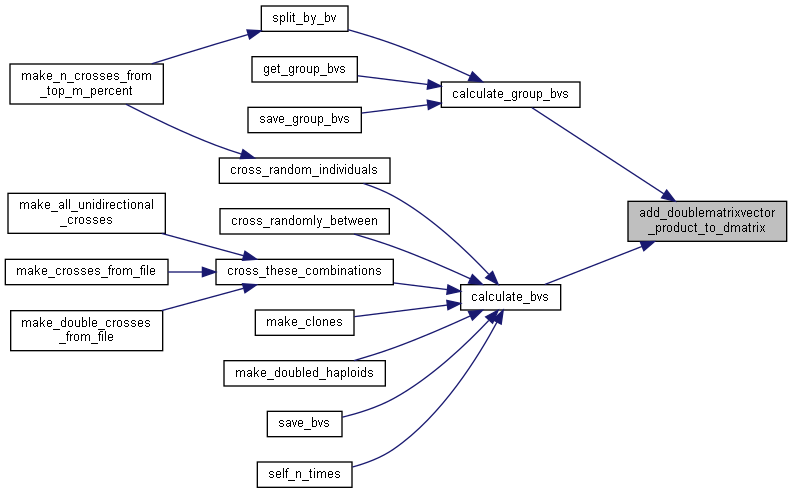 split_by_bv
make_n_crosses_from
_top_m_percent
get_group_bvs
calculate_group_bvs
save_group_bvs
cross_random_individuals
make_all_unidirectional
_crosses
cross_randomly_between
add_doublematrixvector
_product_to_dmatrix
make_crosses_from_file
cross_these_combinations
calculate_bvs
make_double_crosses
_from_file
make_clones
make_doubled_haploids
save_bvs
self_n_times